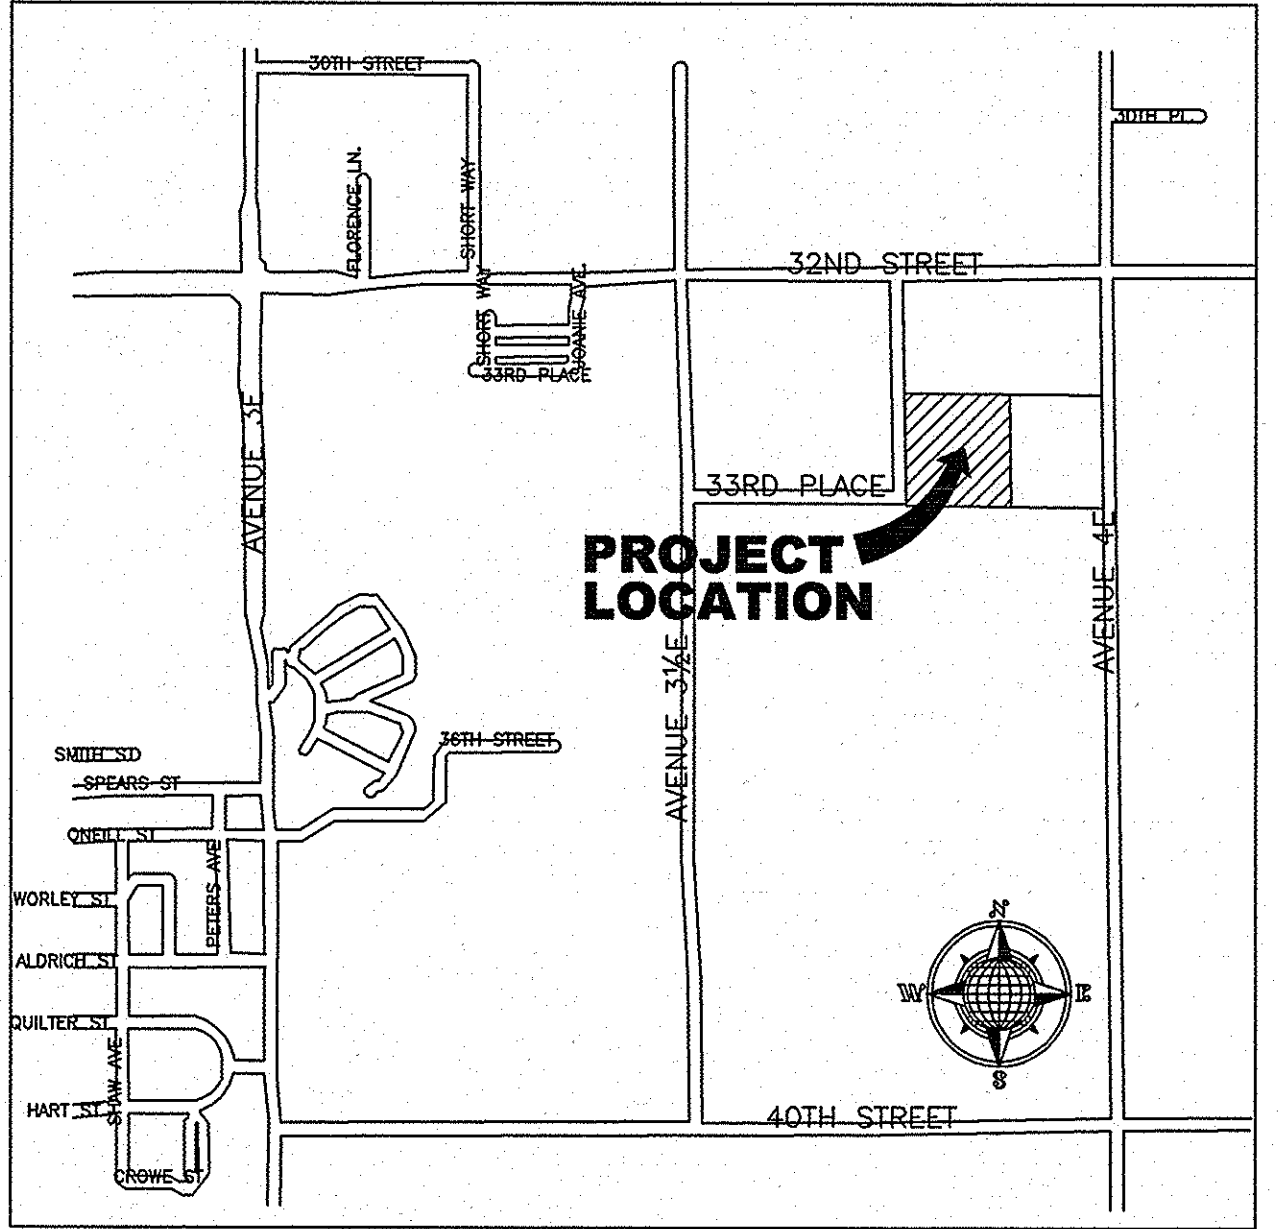 30TH STREET
30TH PL.
FLORENCE LN.
SHORT WAY
32ND STREET
SHORT WAY
JOANIE AVE.
33RD PLACE
AVENUE 3E
33RD PLACE
PROJECT
LOCATION
AVENUE 4E
AVENUE 3½E
36TH STREET
SMITH SD
SPEARS ST
ONEILL ST
PETERS AVE
WORLEY ST
ALDRICH ST
QUILTER ST
SHAW AVE
HART ST
CROWE ST
40TH STREET
N
W
E
S